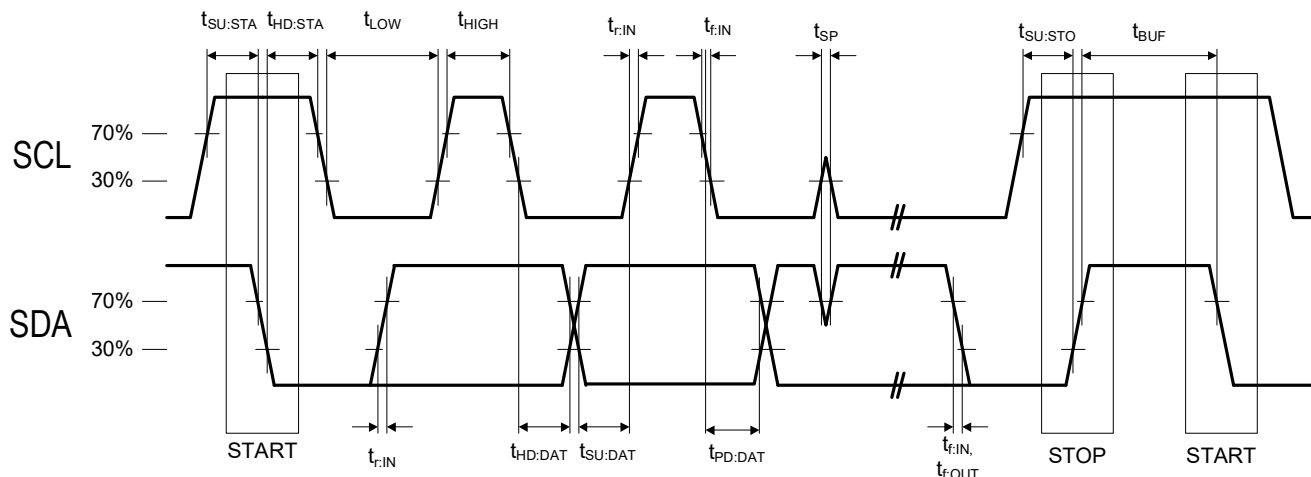 tSU:STA tHD:STA tLOW tHIGH tr:IN tf:IN tSP tSU:STO tBUF
70%
SCL
30%
70%
SDA
30%
START
tr:IN
tHD:DAT tSU:DAT
tPD:DAT
tf:IN,
tf:OUT
STOP
START